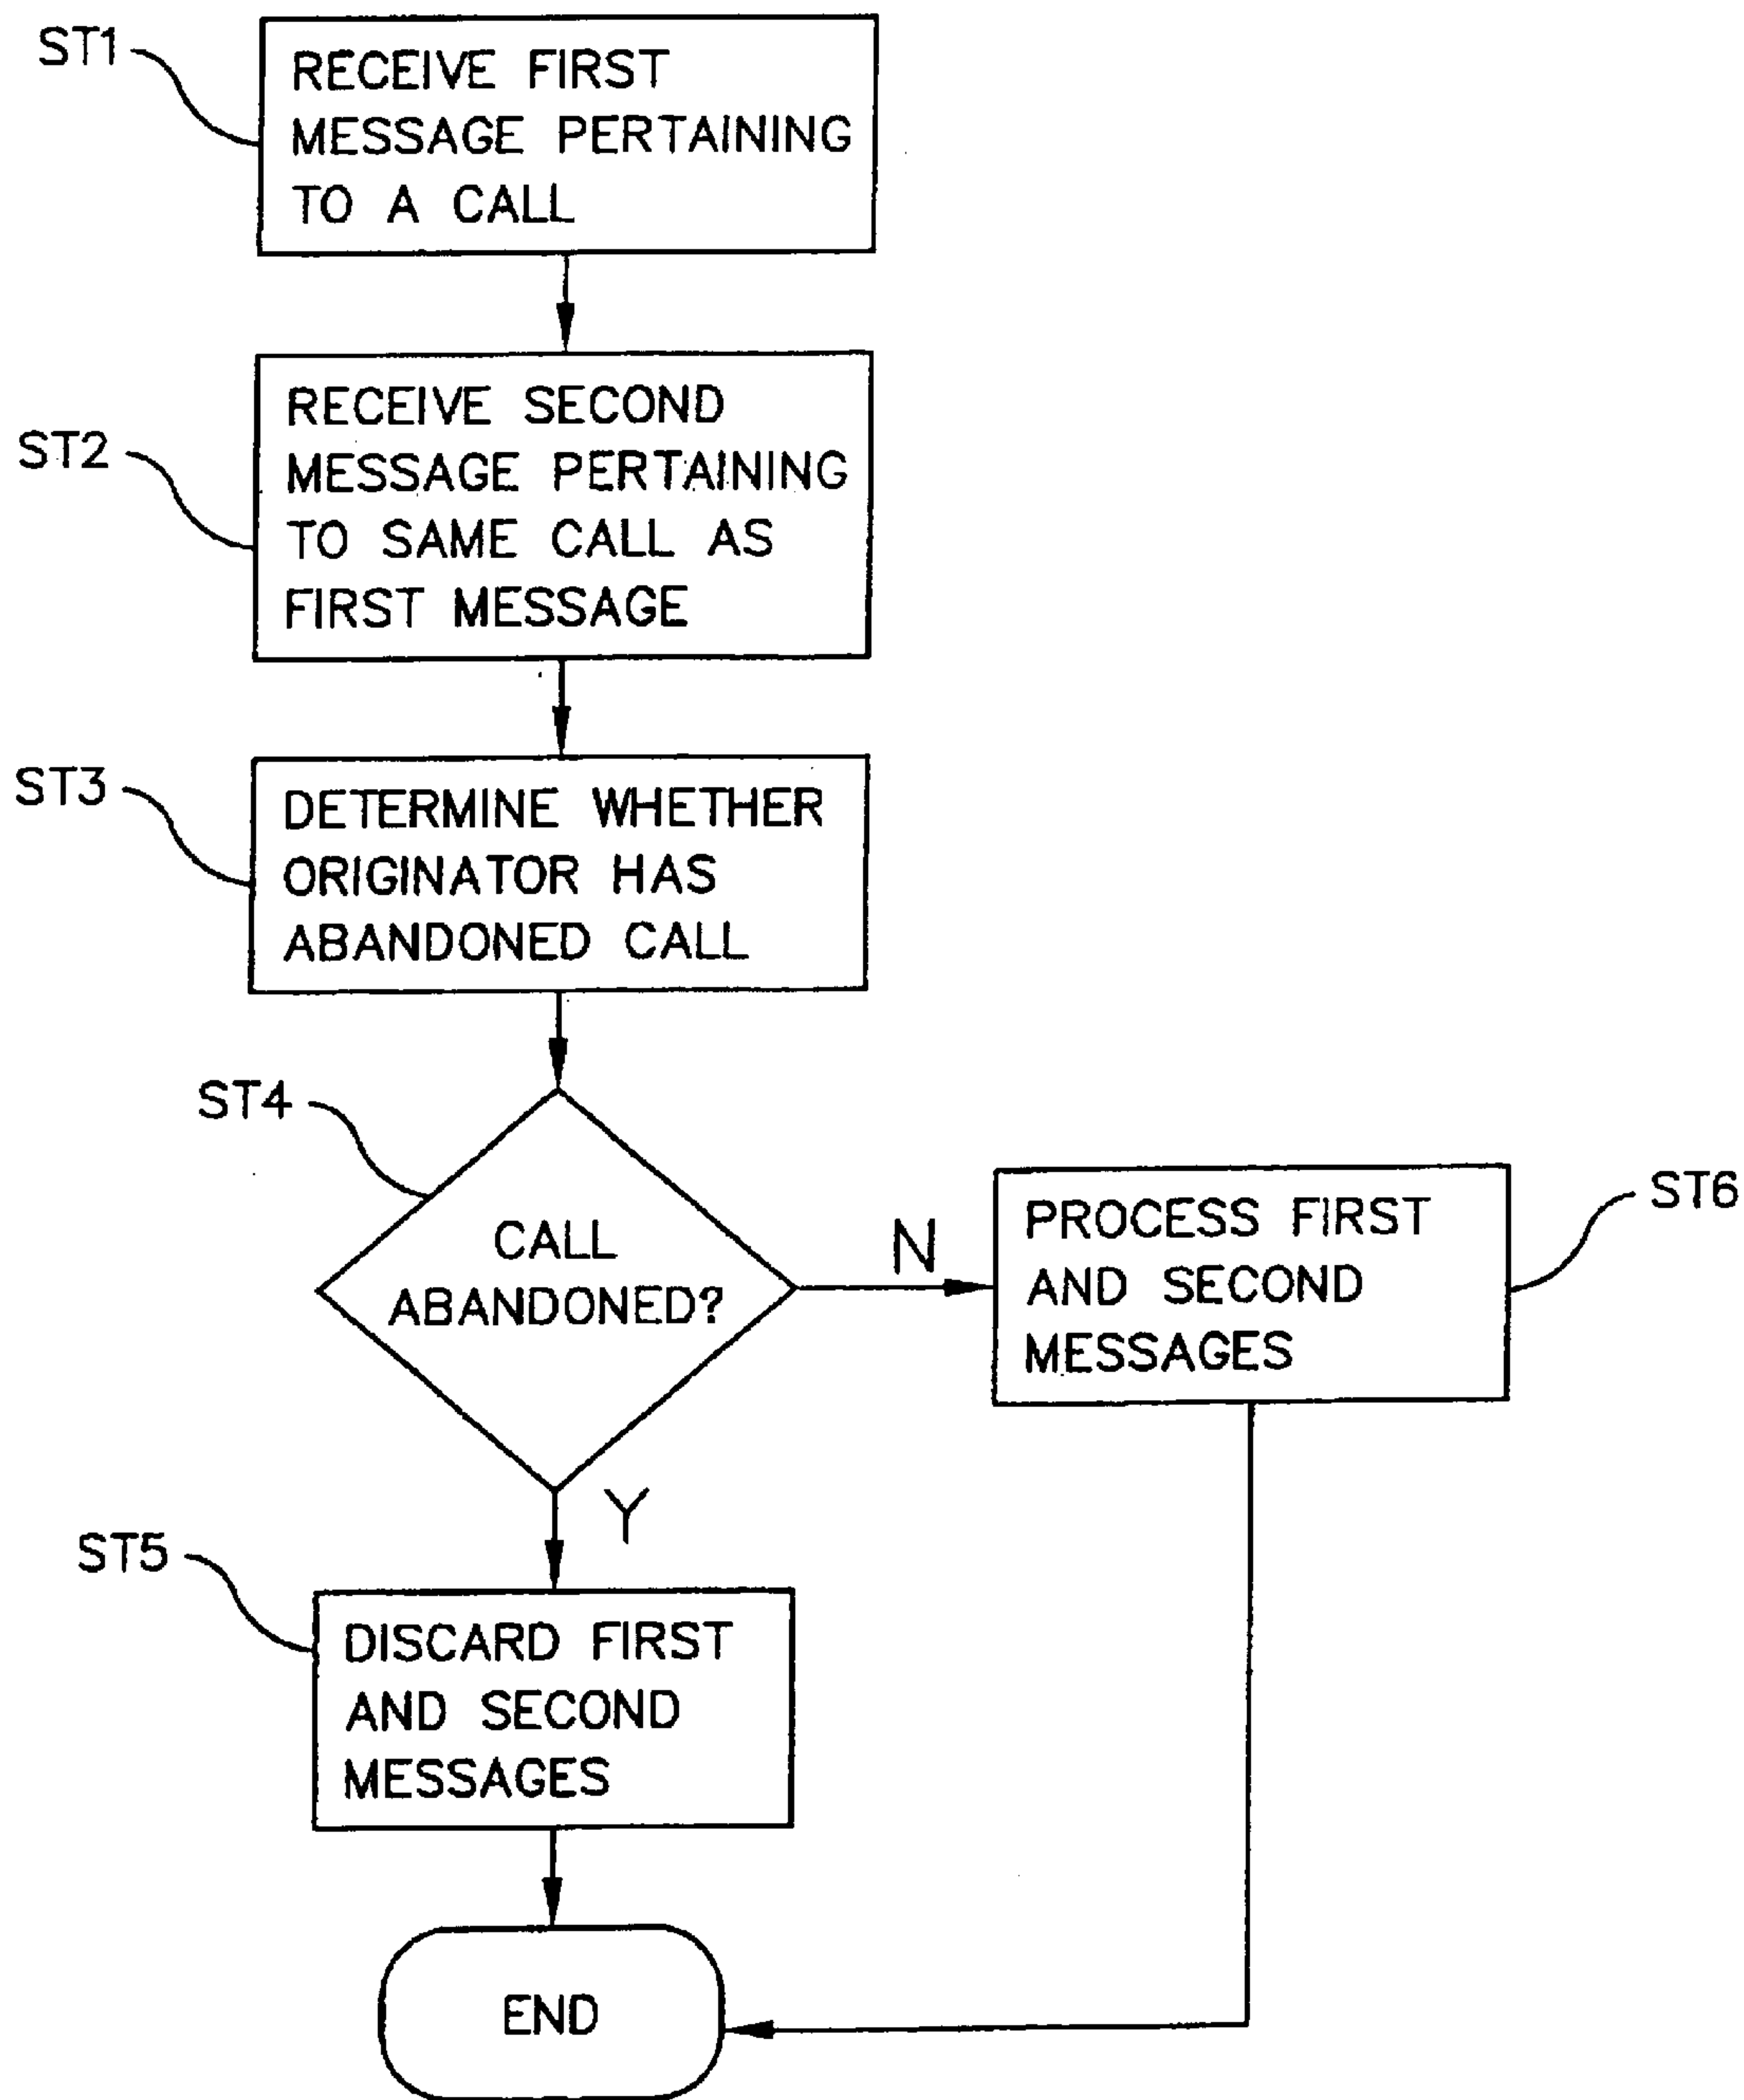 ST1
RECEIVE FIRST
MESSAGE PERTAINING
TO A CALL
ST2
RECEIVE SECOND
MESSAGE PERTAINING
TO SAME CALL AS
FIRST MESSAGE
ST3
DETERMINE WHETHER
ORIGINATOR HAS
ABANDONED CALL
ST4
CALL
ABANDONED?
N
PROCESS FIRST
AND SECOND
MESSAGES
ST6
Y
ST5
DISCARD FIRST
AND SECOND
MESSAGES
END